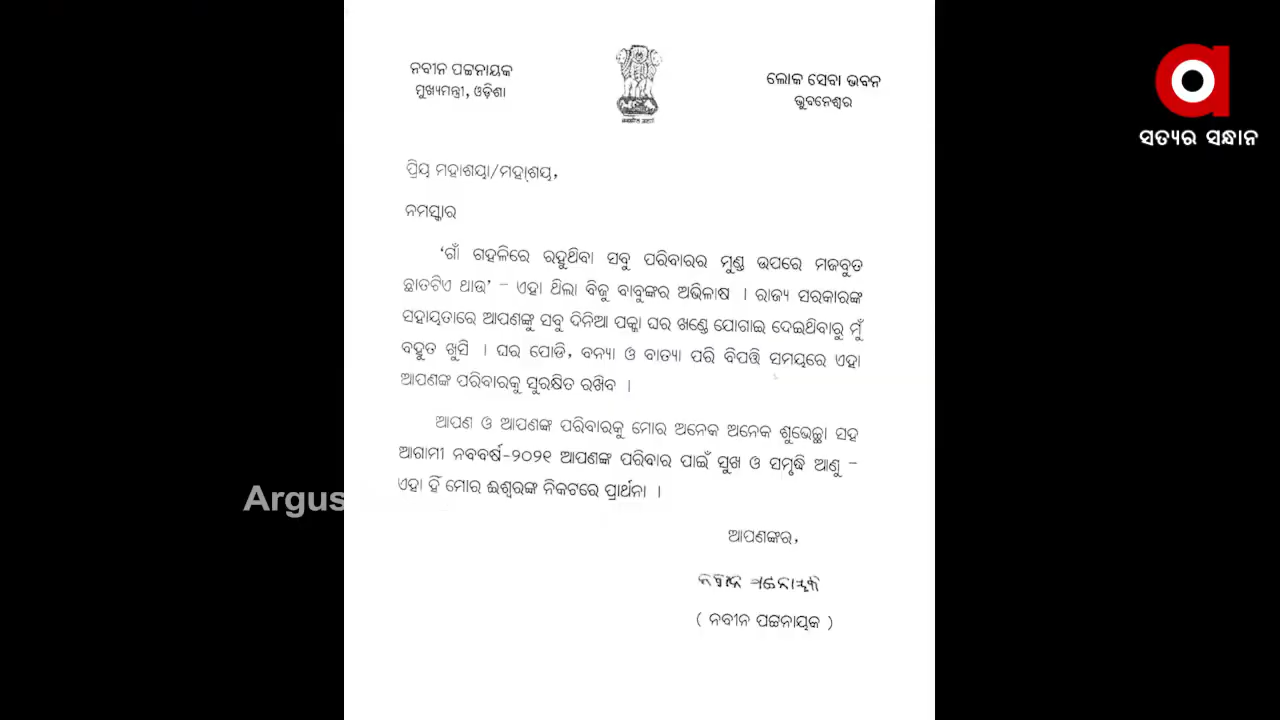 ନବୀନ ପଟ୍ଟନାୟକ
ମୁଖ୍ୟମନ୍ତ୍ରୀ, ଓଡ଼ିଶା
ଲୋକ ସେବା ଭବନ
ଭୁବନେଶ୍ୱର
ସତ୍ୟର ସନ୍ଧାନ
ପ୍ରିୟ ମହାଶୟା/ମହାଶୟ,
ନମସ୍କାର
‘ଗାଁ ଗହଳିରେ ରହୁଥିବା ସବୁ ପରିବାରର ମୁଣ୍ଡ ଉପରେ ମଜବୁତ
ଛାତଟିଏ ଥାଉ’ – ଏହା ଥିଲା ବିଜୁ ବାବୁଙ୍କର ଅଭିଳାଷ । ରାଜ୍ୟ ସରକାରଙ୍କ
ସହାୟତାରେ ଆପଣଙ୍କୁ ସବୁ ଦିନିଆ ପକ୍କା ଘର ଖଣ୍ଡେ ଯୋଗାଇ ଦେଇଥିବାରୁ ମୁଁ
ବହୁତ ଖୁସି । ଘର ପୋଡି, ବନ୍ୟା ଓ ବାତ୍ୟା ପରି ବିପତ୍ତି ସମୟରେ ଏହା
ଆପଣଙ୍କ ପରିବାରକୁ ସୁରକ୍ଷିତ ରଖିବ ।
ଆପଣ ଓ ଆପଣଙ୍କ ପରିବାରକୁ ମୋର ଅନେକ ଅନେକ ଶୁଭେଚ୍ଛା ସହ
ଆଗାମୀ ନବବର୍ଷ-୨୦୨୧ ଆପଣଙ୍କ ପରିବାର ପାଇଁ ସୁଖ ଓ ସମୃଦ୍ଧି ଆଣୁ –
ଏହା ହିଁ ମୋର ଈଶ୍ୱରଙ୍କ ନିକଟରେ ପ୍ରାର୍ଥନା ।
Argus
ଆପଣଙ୍କର,
( ନବୀନ ପଟ୍ଟନାୟକ )